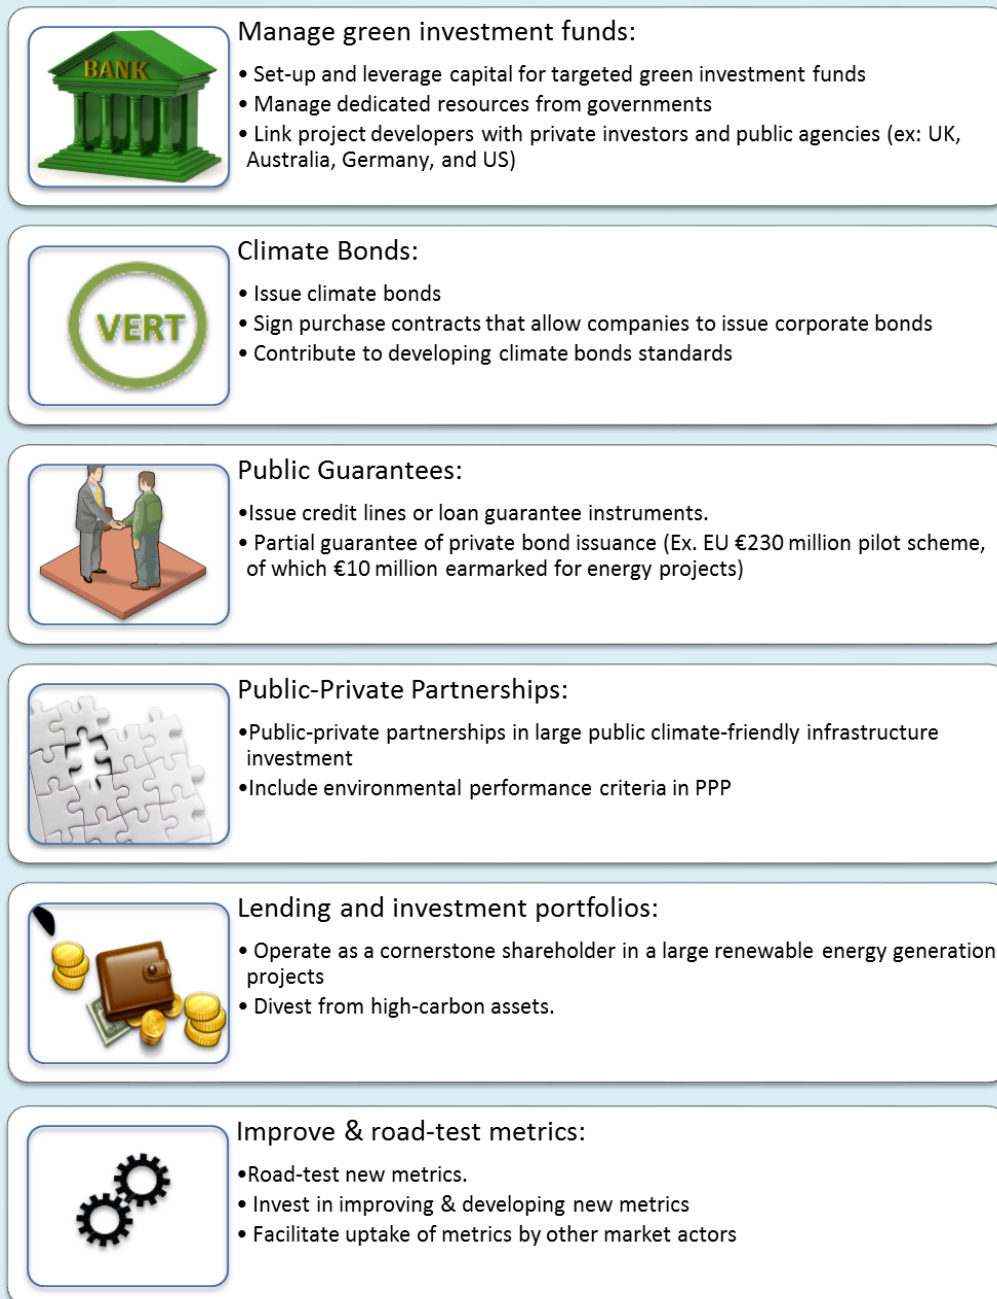 BANK
Manage green investment funds:
• Set-up and leverage capital for targeted green investment funds
• Manage dedicated resources from governments
• Link project developers with private investors and public agencies (ex: UK,
Australia, Germany, and US)
VERT
Climate Bonds:
• Issue climate bonds
• Sign purchase contracts that allow companies to issue corporate bonds
• Contribute to developing climate bonds standards
Public Guarantees:
•Issue credit lines or loan guarantee instruments.
• Partial guarantee of private bond issuance (Ex. EU €230 million pilot scheme,
of which €10 million earmarked for energy projects)
Public-Private Partnerships:
•Public-private partnerships in large public climate-friendly infrastructure
investment
•Include environmental performance criteria in PPP
Lending and investment portfolios:
• Operate as a cornerstone shareholder in a large renewable energy generation
projects
• Divest from high-carbon assets.
Improve & road-test metrics:
•Road-test new metrics.
• Invest in improving & developing new metrics
• Facilitate uptake of metrics by other market actors